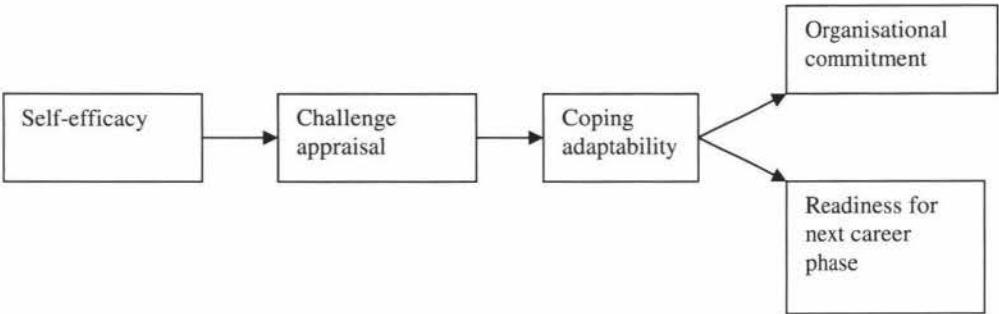 Self-efficacy
Challenge
appraisal
Coping
adaptability
Organisational
commitment
Readiness for
next career
phase